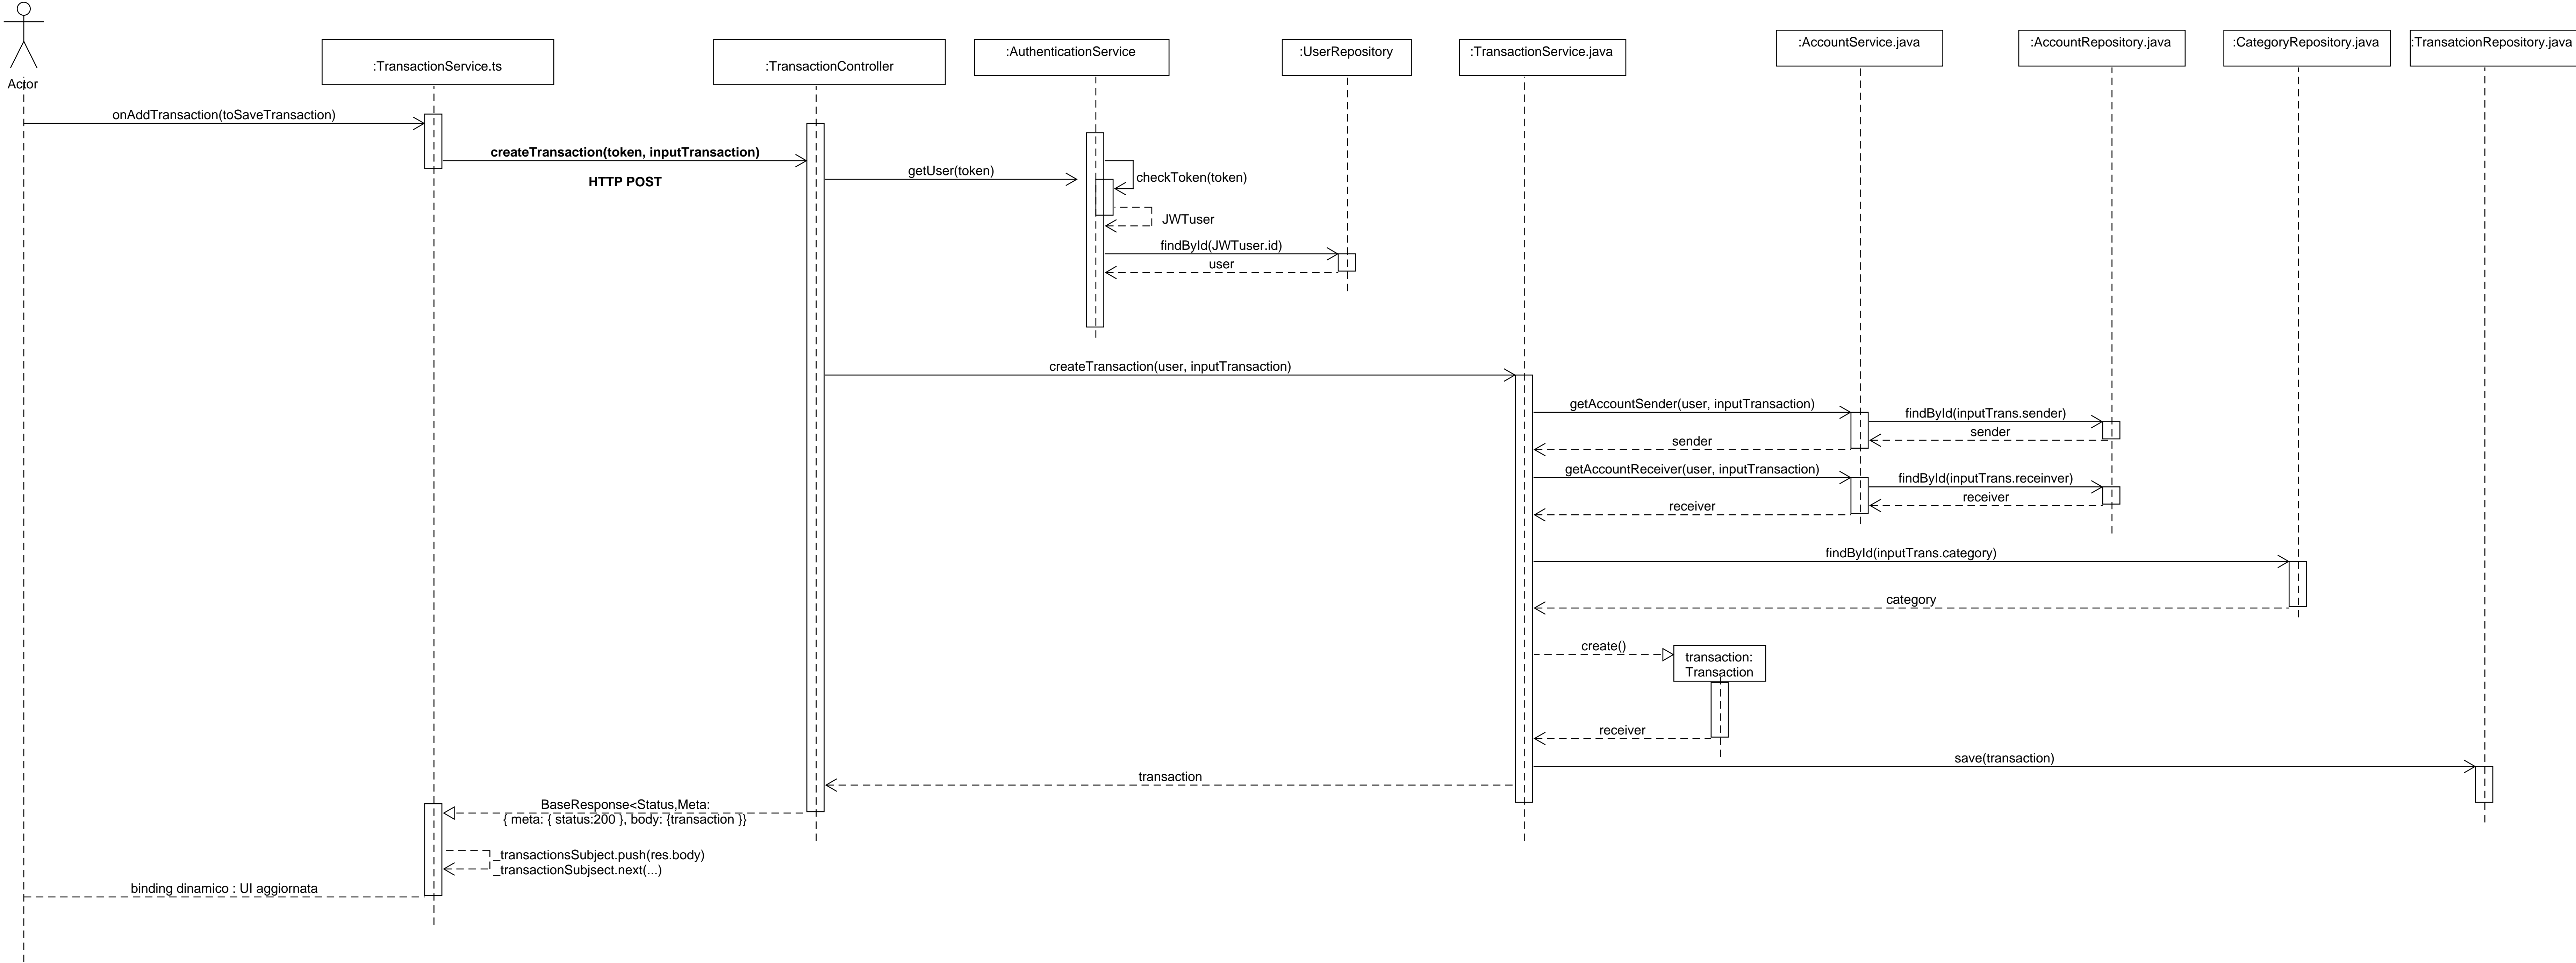 Actor
:TransactionService.ts
:TransactionController
:AuthenticationService
:UserRepository
:TransactionService.java
:AccountService.java
:AccountRepository.java
:CategoryRepository.java
:TransatcionRepository.java
onAddTransaction(toSaveTransaction)
createTransaction(token, inputTransaction)
HTTP POST
getUser(token)
checkToken(token)
JWTuser
findById(JWTuser.id)
user
createTransaction(user, inputTransaction)
getAccountSender(user, inputTransaction)
findById(inputTrans.sender)
sender
sender
getAccountReceiver(user, inputTransaction)
findById(inputTrans.receinver)
receiver
receiver
findById(inputTrans.category)
category
create()
transaction:
Transaction
receiver
save(transaction)
transaction
BaseResponse<Status,Meta:
{ meta: { status:200 }, body: {transaction }}
_transactionsSubject.push(res.body)
_transactionSubjsect.next(...)
binding dinamico : UI aggiornata